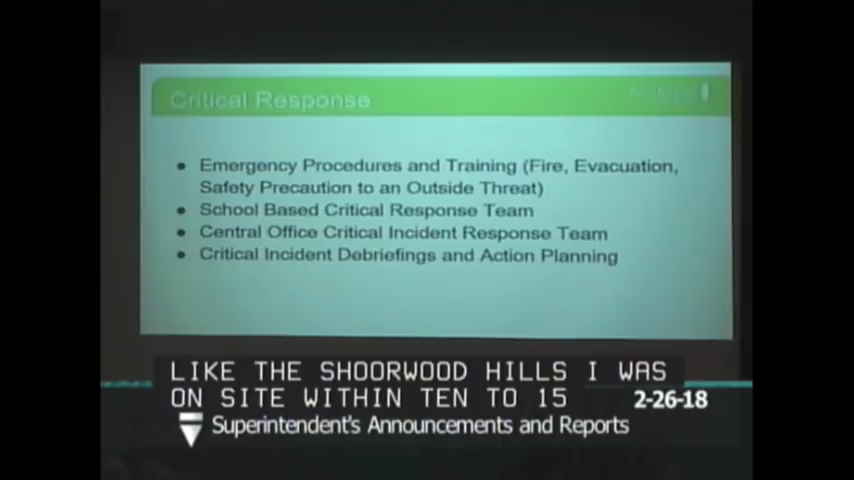 Critical Response
• Emergency Procedures and Training (Fire, Evacuation,
Safety Precaution to an Outside Threat)
• School Based Critical Response Team
• Central Office Critical Incident Response Team
• Critical Incident Debriefings and Action Planning
LIKE THE SHOORWOOD HILLS I WAS
ON SITE WITHIN TEN TO 15
2-26-18
Superintendent's Announcements and Reports